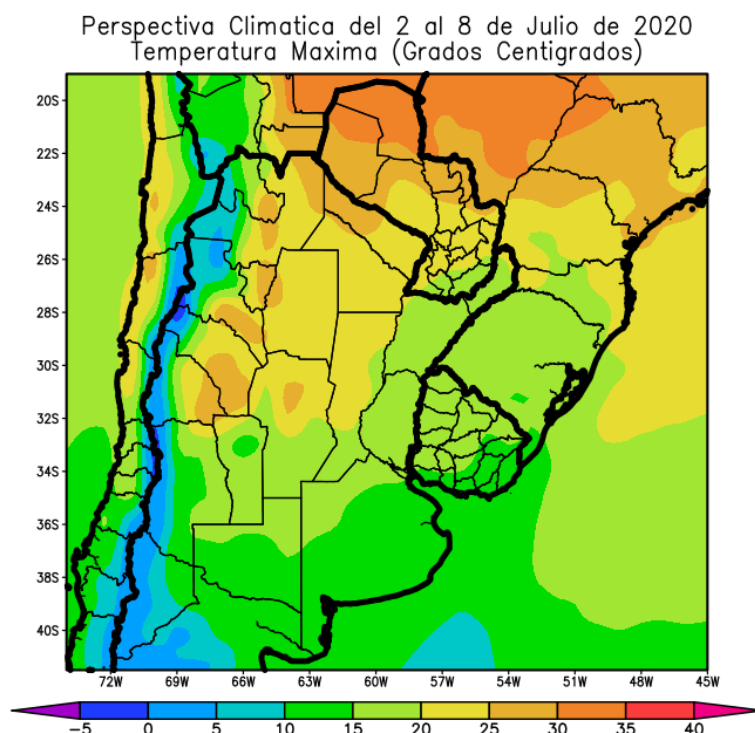 Perspectiva Climatica del 2 al 8 de Julio de 2020
Temperatura Maxima (Grados Centigrados)
20S
22S
24S
26S
28S
30S
32S
34S
36S
38S
40S
72W 69W 66W 63W 60W 57W 54W 51W 48W 45W
-5 0 5 10 15 20 25 30 35 40